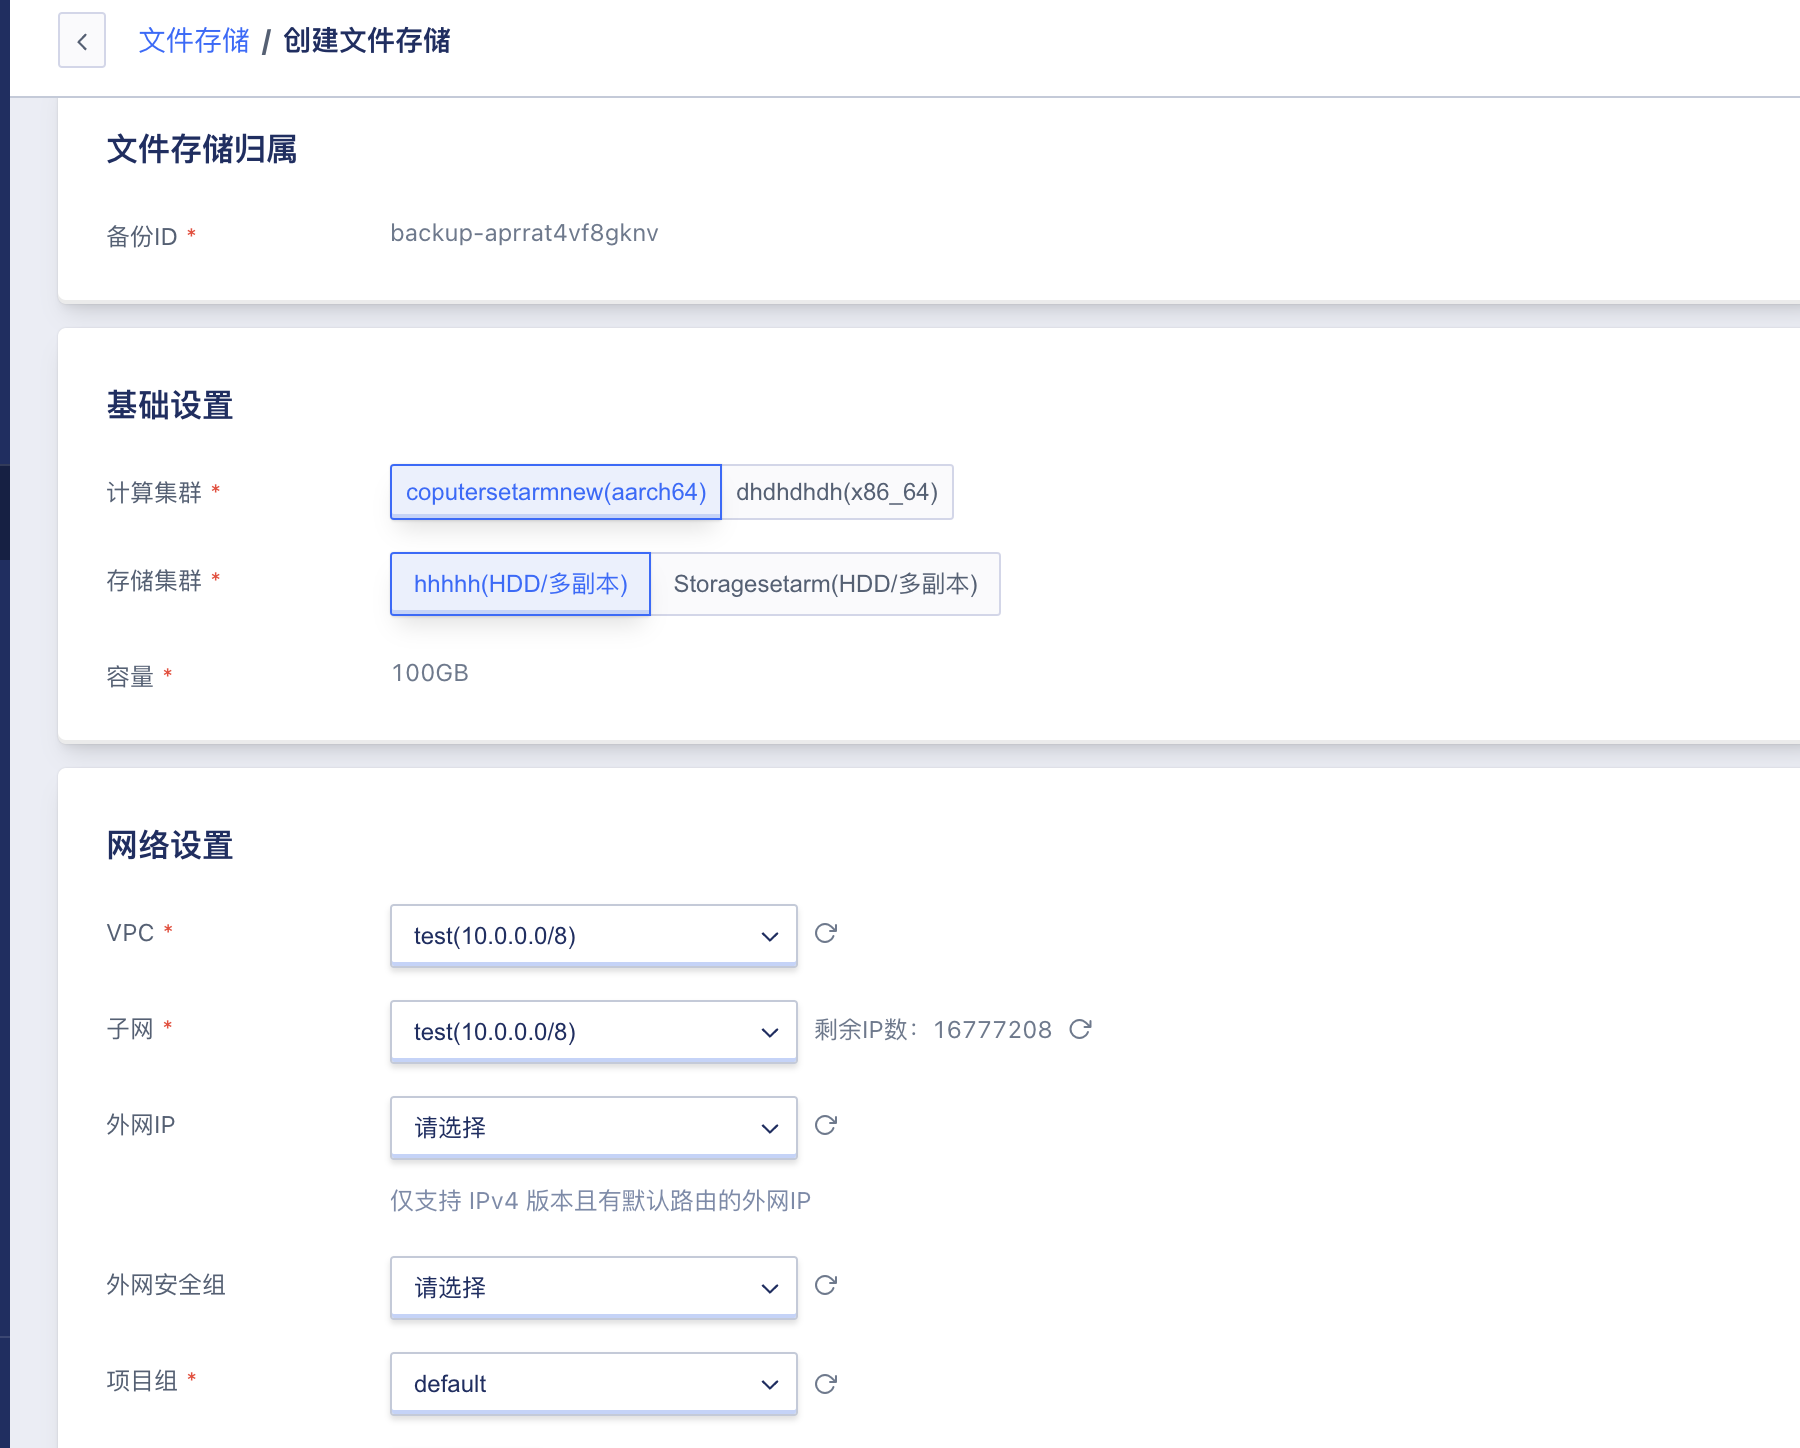 文件存储 / 创建文件存储
文件存储归属
备份ID * backup-aprrat4vf8gknv
基础设置
计算集群 * coputersetarmnew(aarch64) dhdhdhdh(x86_64)
存储集群 * hhhhh(HDD/多副本) Storagesetarm(HDD/多副本)
容量 * 100GB
网络设置
VPC * test(10.0.0.0/8)
子网 * test(10.0.0.0/8) 剩余IP数：16777208
外网IP 请选择
仅支持 IPv4 版本且有默认路由的外网IP
外网安全组 请选择
项目组 * default